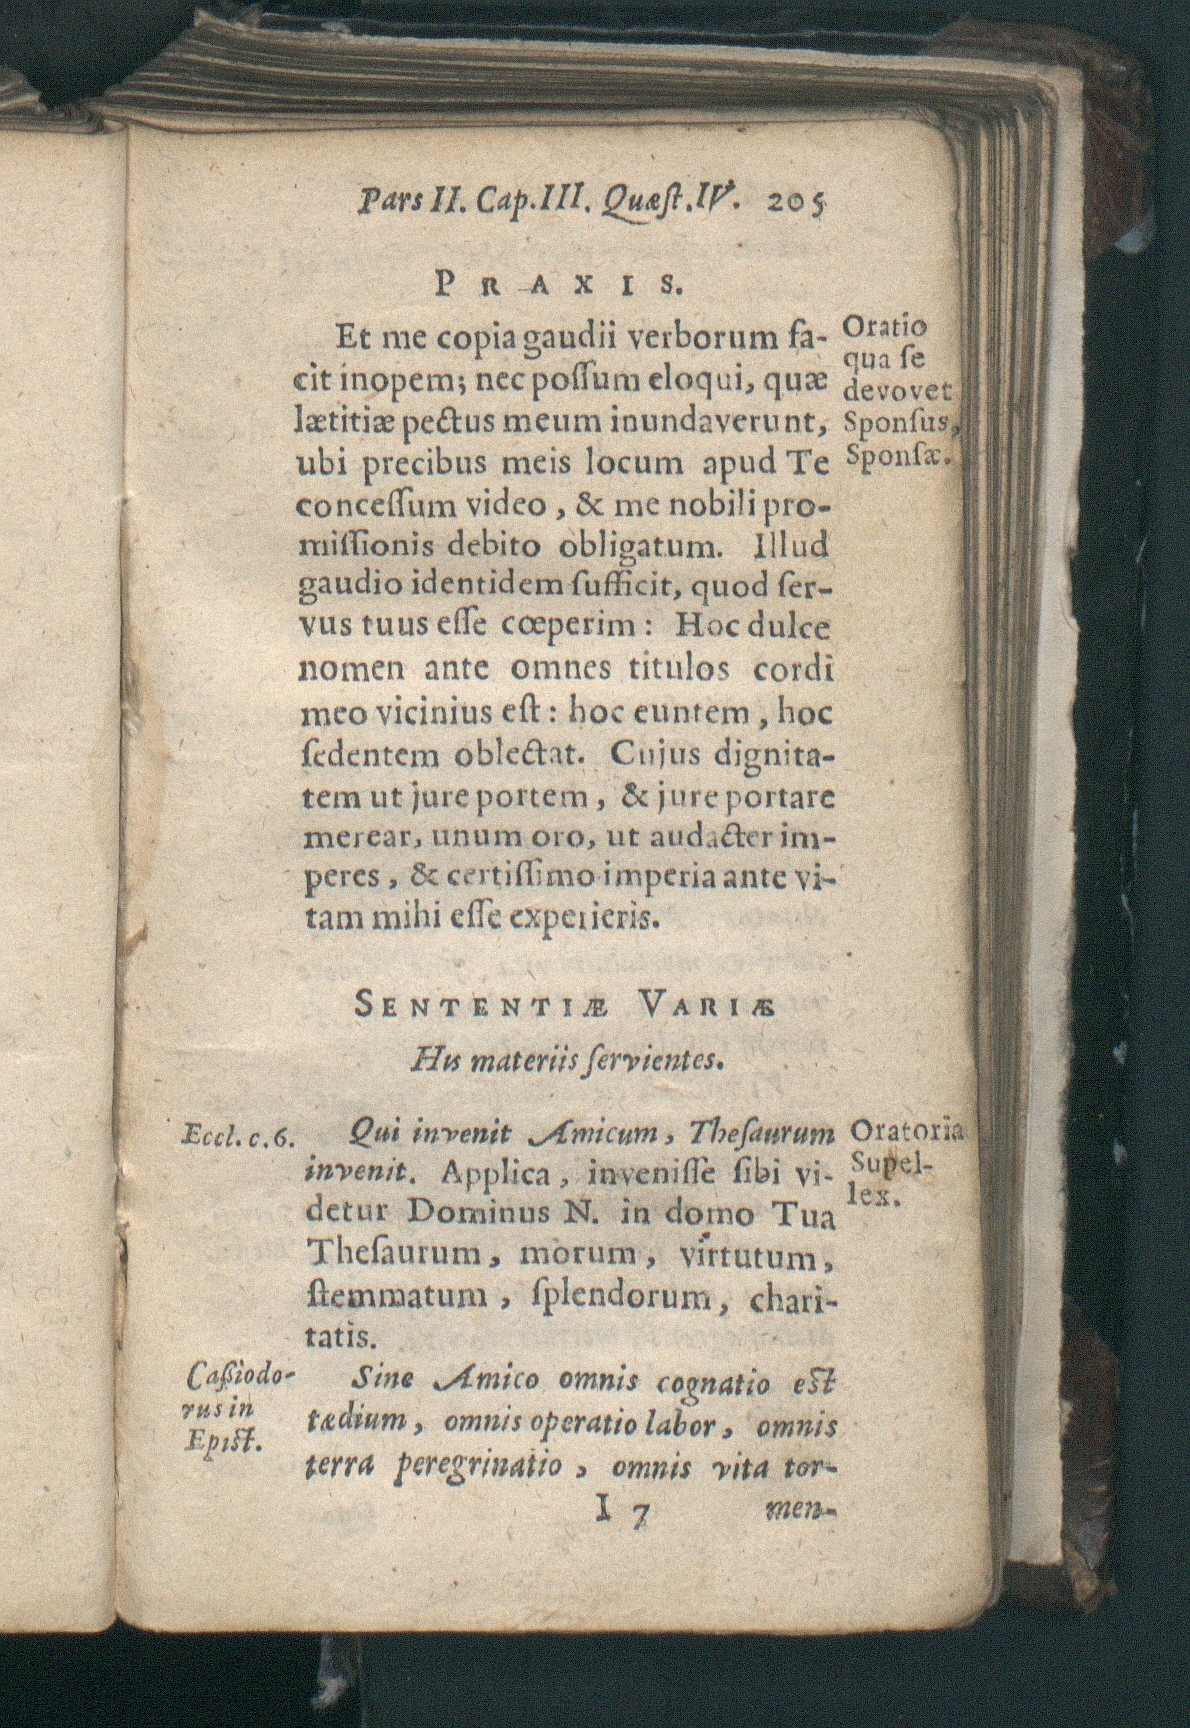 Pars II. Cap. III. Quæſt. IV. 205
PRAXIS.
Et me copia gaudii verborum fa-
cit inopem; nec poſſum eloqui, quæ
lætitiæ pectus meum inundaverunt,
ubi precibus meis locum apud Te
conceſſum video, & me nobili pro-
miſſionis debito obligatum. Illud
gaudio identidem ſufficit, quod ſer-
vus tuus eſſe cœperim: Hoc dulce
nomen ante omnes titulos cordi
meo vicinius eſt: hoc euntem, hoc
ſedentem oblectat. Cujus dignita-
tem ut jure portem, & jure portare
merear, unum oro, ut audacter im-
peres, & certiſſimo imperia ante vi-
tam mihi eſſe experieris.
Oratio
qua ſe
devovet
Sponſus,
Sponſæ.
SENTENTIÆ VARIÆ
His materiis ſervientes.
Eccl. c. 6.
Qui invenit Amicum, Theſaurum
invenit. Applica, inveniſſe ſibi vi-
detur Dominus N. in domo Tua
Theſaurum, morum, virtutum,
ſtemmatum, ſplendorum, chari-
tatis.
Oratoria
Supel-
lex.
Caßiodo-
rus in
Epiſt.
Sine Amico omnis cognatio eſt
tædium, omnis operatio labor, omnis
terra peregrinatio, omnis vita tor-
I 7 men-